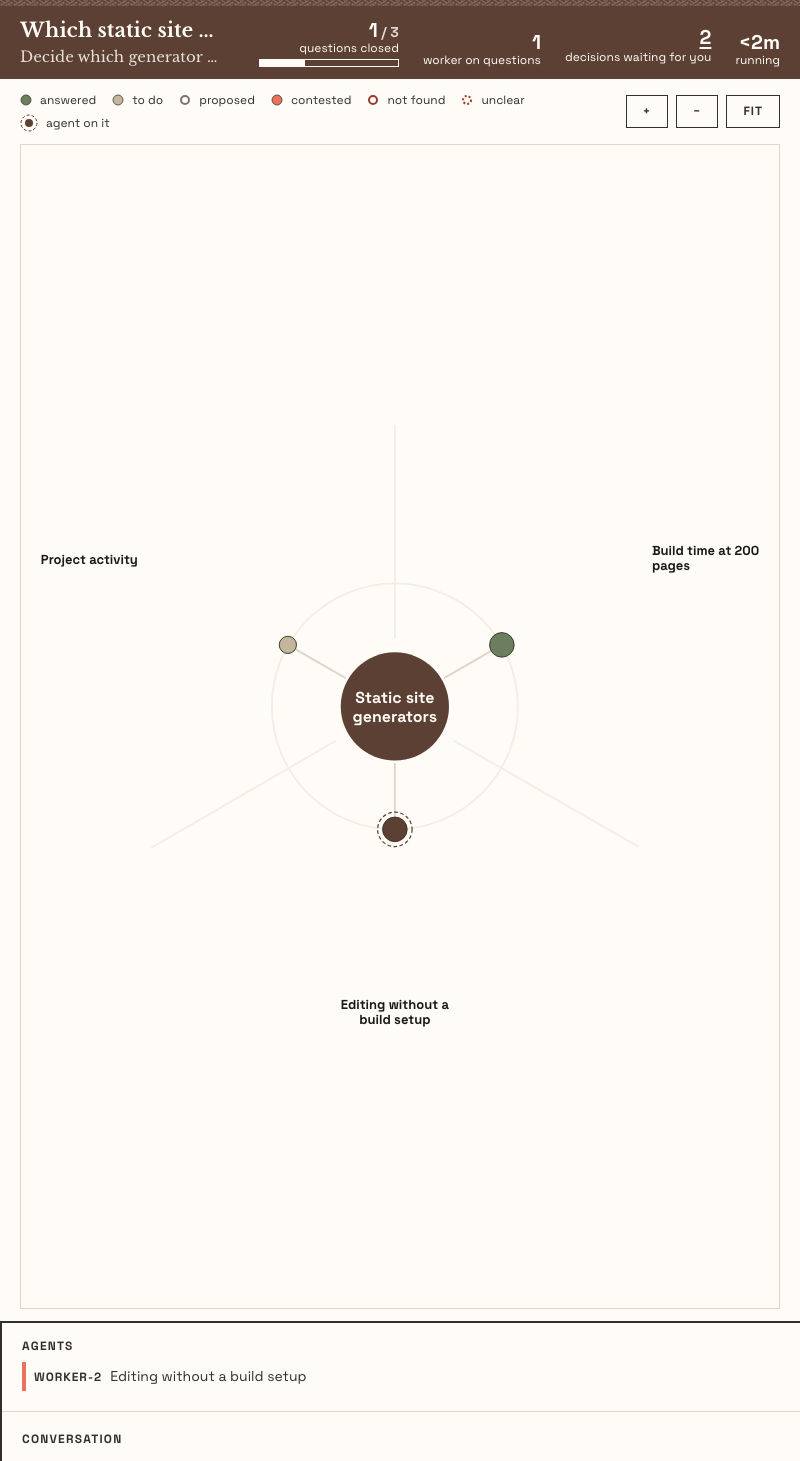 Which static site ...
Decide which generator ...
1 / 3
questions closed
1
worker on questions
2
decisions waiting for you
<2m
running
answered
to do
proposed
contested
not found
unclear
agent on it
+
−
FIT
Project activity
Build time at 200
pages
Static site
generators
Editing without a
build setup
AGENTS
WORKER-2 Editing without a build setup
CONVERSATION